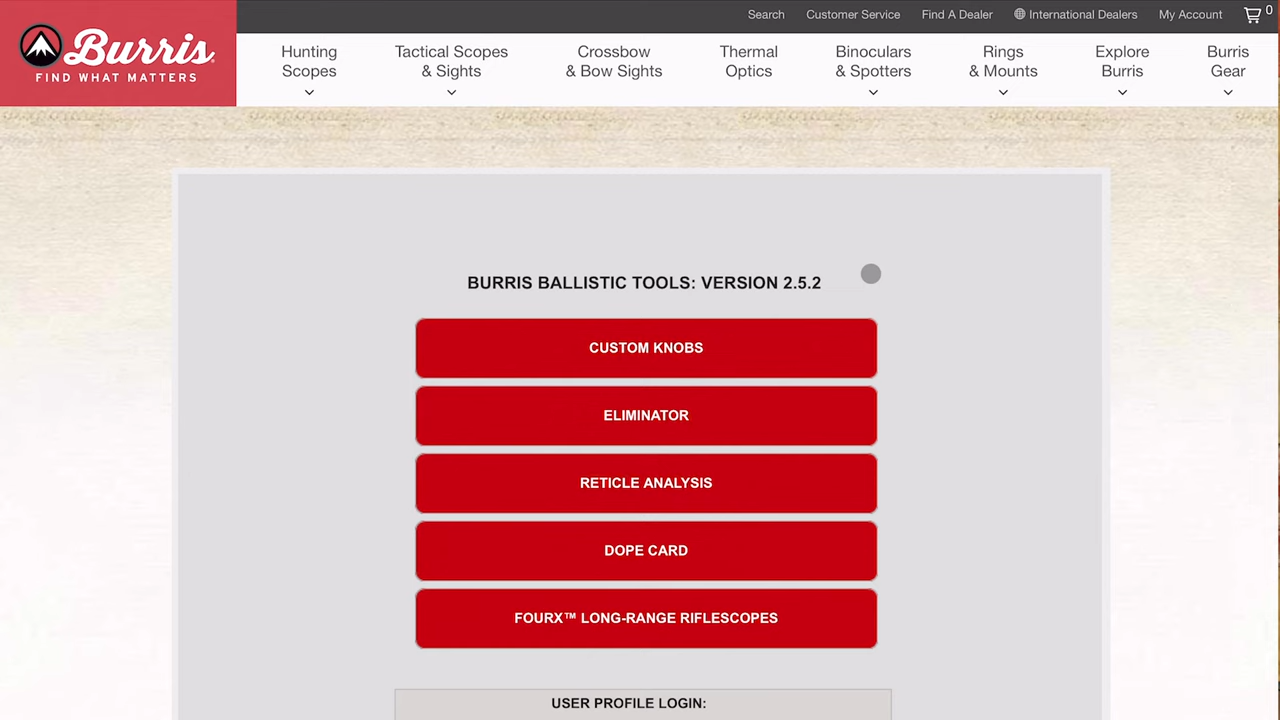 Search Customer Service Find A Dealer International Dealers My Account 0
Burris®
FIND WHAT MATTERS
Hunting Scopes
Tactical Scopes & Sights
Crossbow & Bow Sights
Thermal Optics
Binoculars & Spotters
Rings & Mounts
Explore Burris
Burris Gear
BURRIS BALLISTIC TOOLS: VERSION 2.5.2
CUSTOM KNOBS
ELIMINATOR
RETICLE ANALYSIS
DOPE CARD
FOURX™ LONG-RANGE RIFLESCOPES
USER PROFILE LOGIN: